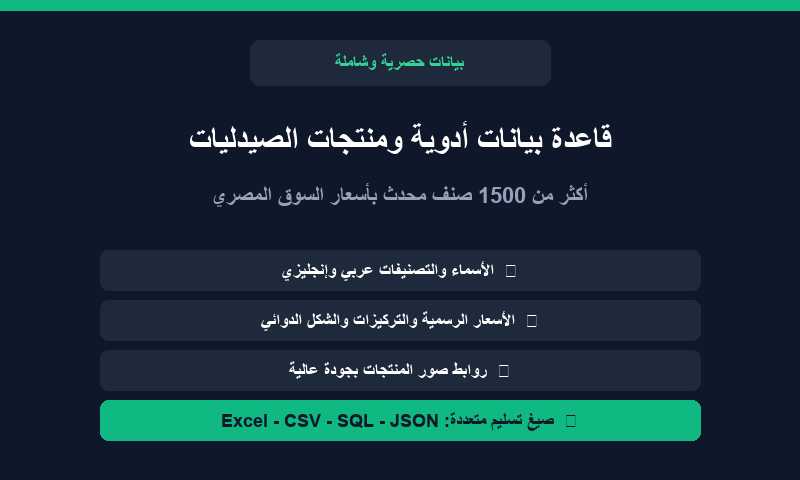 بيانات حصرية وشاملة
قاعدة بيانات أدوية ومنتجات الصيدليات
أكثر من 1500 صنف محدث بأسعار السوق المصري
الأسماء والتصنيفات عربي وإنجليزي
الأسعار الرسمية والتركيزات والشكل الدوائي
روابط صور المنتجات بجودة عالية
صيغ تسليم متعددة: Excel - CSV - SQL - JSON